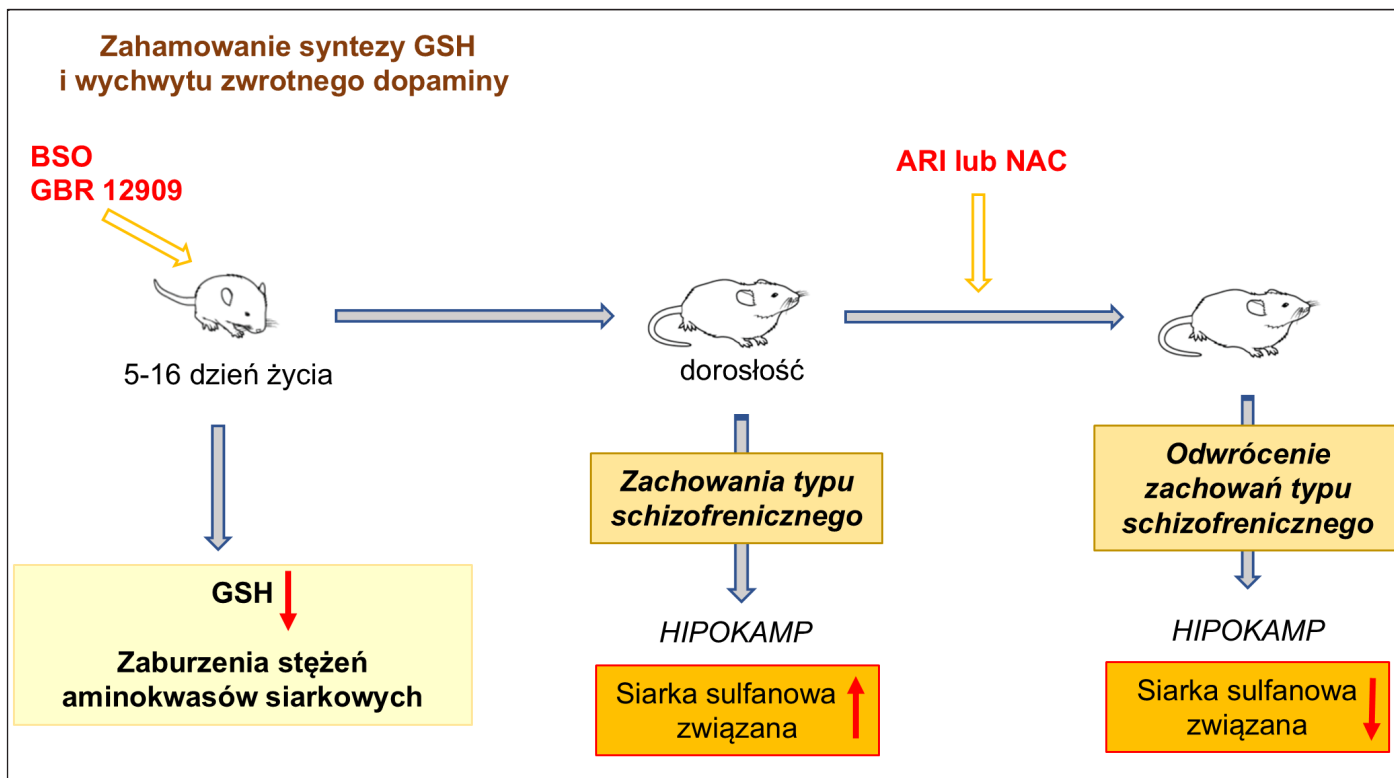 Zahamowanie syntezy GSH
i wychwytu zwrotnego dopaminy
BSO
GBR 12909
ARI lub NAC
5-16 dzień życia
dorosłość
GSH
Zaburzenia stężeń
aminokwasów siarkowych
Zachowania typu
schizofrenicznego
HIPOKAMP
Siarka sulfanowa
związana
Odwrócenie
zachowań typu
schizofrenicznego
HIPOKAMP
Siarka sulfanowa
związana